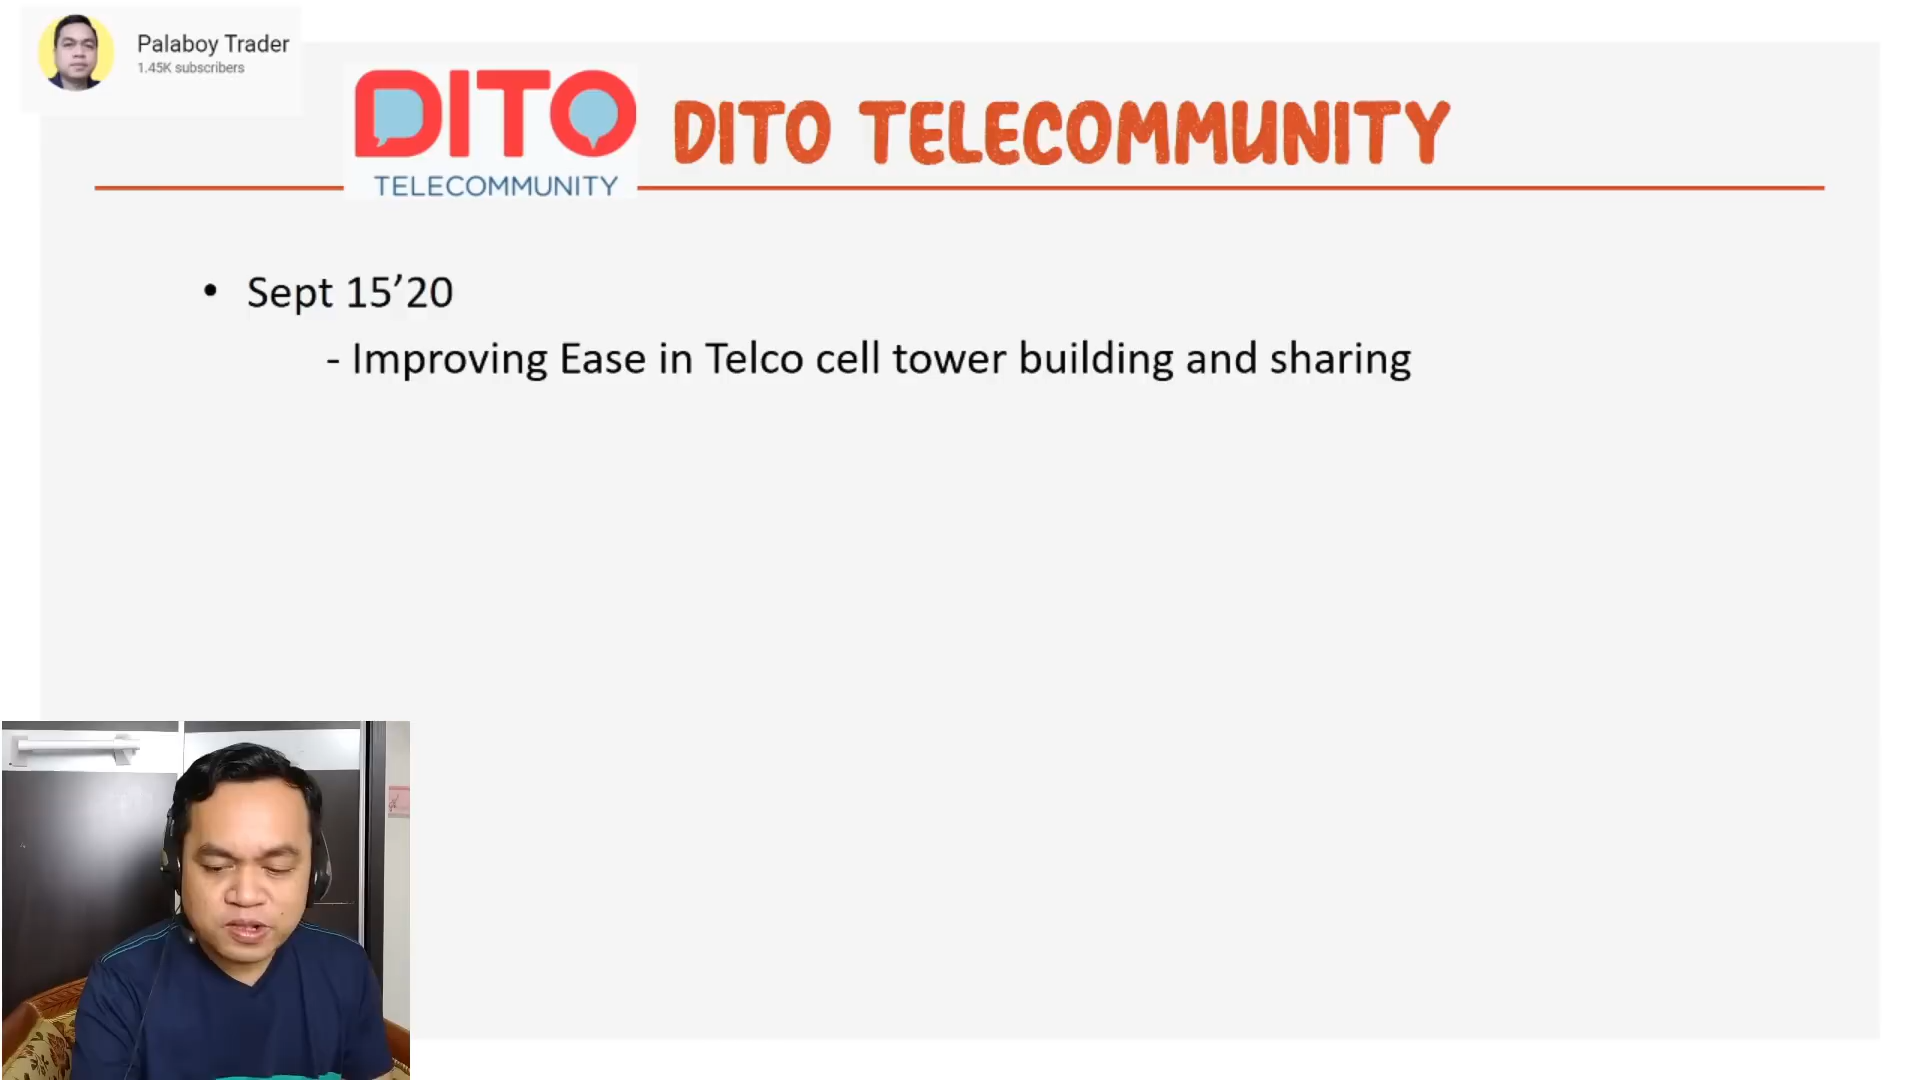 Palaboy Trader
1.45K subscribers
DITO
TELECOMMUNITY
DITO TELECOMMUNITY
• Sept 15’20
- Improving Ease in Telco cell tower building and sharing